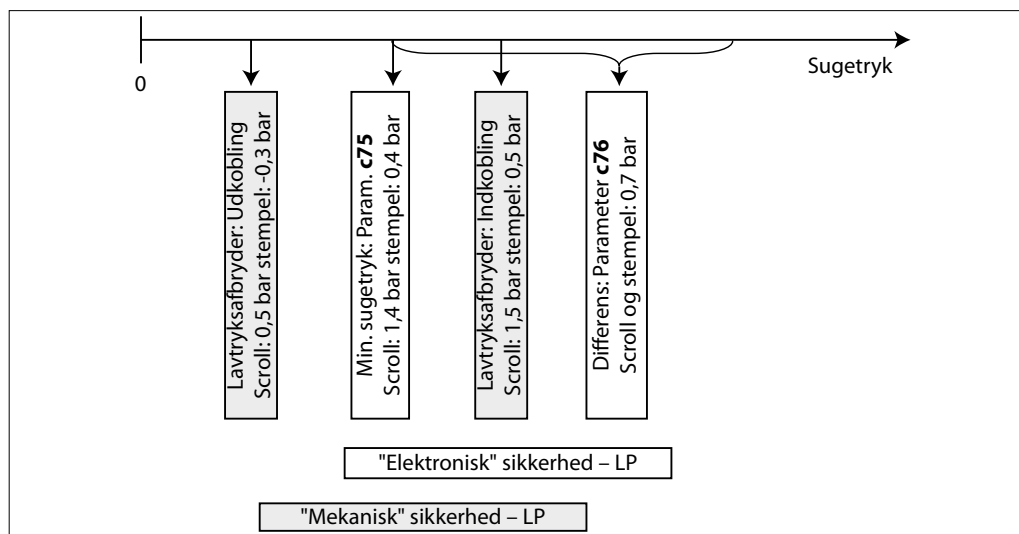 0
Sugetryk
Lavtryksafbryder: Udkobling
Scroll: 0,5 bar stempel: -0,3 bar
Min. sugetryk: Param. c75
Scroll: 1,4 bar stempel: 0,4 bar
Lavtryksafbryder: Indkobling
Scroll: 1,5 bar stempel: 0,5 bar
Differens: Parameter c76
Scroll og stempel: 0,7 bar
"Elektronisk" sikkerhed – LP
"Mekanisk" sikkerhed – LP